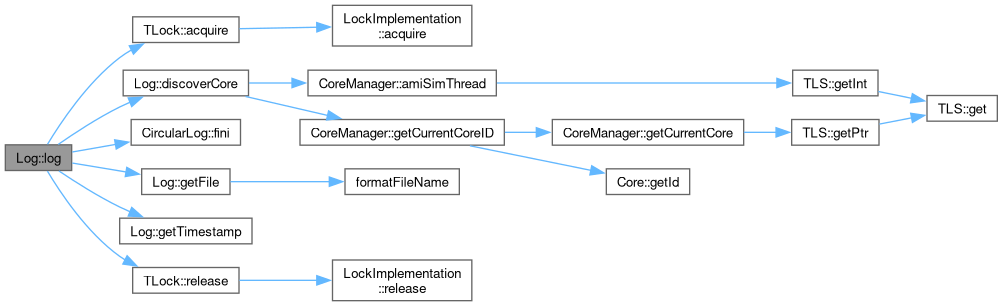 Log::log
TLock::acquire
LockImplementation
::acquire
Log::discoverCore
CoreManager::amiSimThread
TLS::getInt
TLS::get
CoreManager::getCurrentCoreID
CoreManager::getCurrentCore
TLS::getPtr
CircularLog::fini
Core::getId
Log::getFile
formatFileName
Log::getTimestamp
TLock::release
LockImplementation
::release